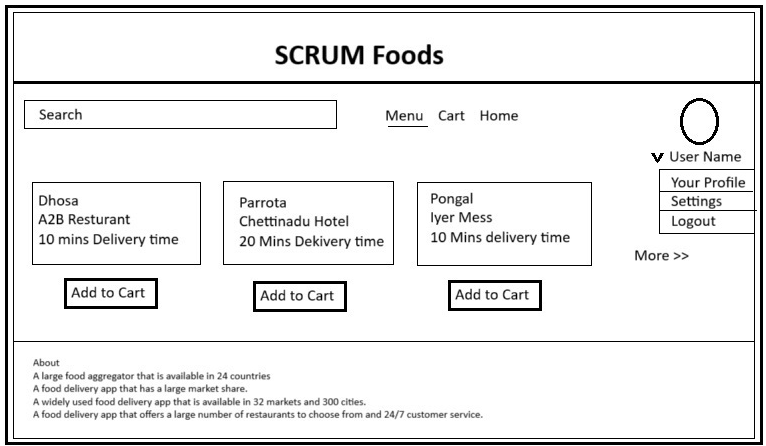 SCRUM Foods
Search
Menu Cart Home
User Name
Your Profile
Settings
Logout
Dhosa
A2B Resturant
10 mins Delivery time
Parrota
Chettinadu Hotel
20 Mins Dekivery time
Pongal
Iyer Mess
10 Mins delivery time
More >>
Add to Cart
Add to Cart
Add to Cart
About
A large food aggregator that is available in 24 countries
A food delivery app that has a large market share.
A widely used food delivery app that is available in 32 markets and 300 cities.
A food delivery app that offers a large number of restaurants to choose from and 24/7 customer service.